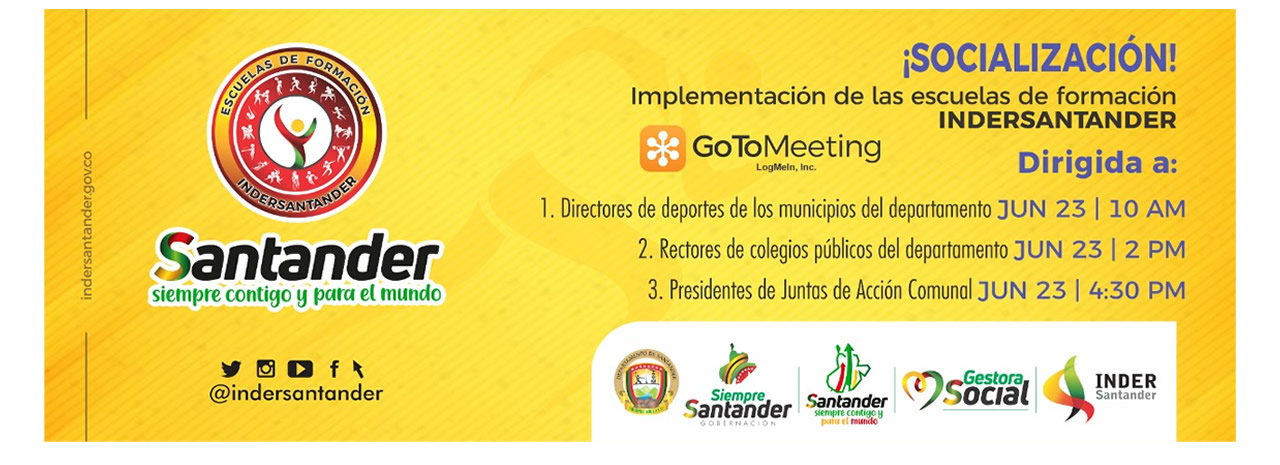 indersantander.gov.co
ESCUELAS DE FORMACIÓN
INDERSANTANDER
Santander
siempre contigo y para el mundo
@indersantander
¡SOCIALIZACIÓN!
Implementación de las escuelas de formación
INDERSANTANDER
GoToMeeting
LogMeIn, Inc.
Dirigida a:
1. Directores de deportes de los municipios del departamento JUN 23 | 10 AM
2. Rectores de colegios públicos del departamento JUN 23 | 2 PM
3. Presidentes de Juntas de Acción Comunal JUN 23 | 4:30 PM
DEPARTAMENTO DE SANTANDER
Siempre
Santander
GOBERNACIÓN
Santander
siempre contigo y
para el mundo
Gestora
Social
INDER
Santander